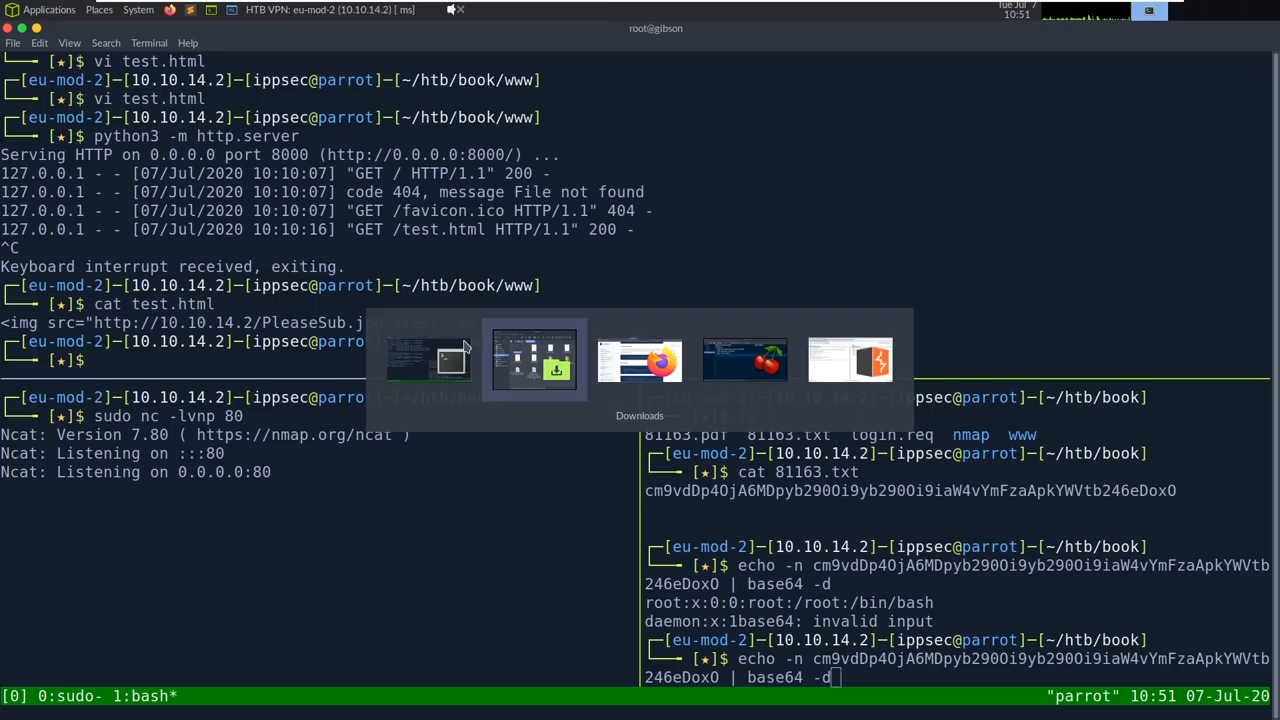 Applications Places System HTB VPN: eu-mod-2 (10.10.14.2) [ ms]
Tue Jul 7
10:51
root@gibson
File Edit View Search Terminal Help
└──╼ [★]$ vi test.html
┌─[eu-mod-2]─[10.10.14.2]─[ippsec@parrot]─[~/htb/book/www]
└──╼ [★]$ vi test.html
┌─[eu-mod-2]─[10.10.14.2]─[ippsec@parrot]─[~/htb/book/www]
└──╼ [★]$ python3 -m http.server
Serving HTTP on 0.0.0.0 port 8000 (http://0.0.0.0:8000/) ...
127.0.0.1 - - [07/Jul/2020 10:10:07] "GET / HTTP/1.1" 200 -
127.0.0.1 - - [07/Jul/2020 10:10:07] code 404, message File not found
127.0.0.1 - - [07/Jul/2020 10:10:07] "GET /favicon.ico HTTP/1.1" 404 -
127.0.0.1 - - [07/Jul/2020 10:10:16] "GET /test.html HTTP/1.1" 200 -
^C
Keyboard interrupt received, exiting.
┌─[eu-mod-2]─[10.10.14.2]─[ippsec@parrot]─[~/htb/book/www]
└──╼ [★]$ cat test.html
<img src="http://10.10.14.2/PleaseSub.j
┌─[eu-mod-2]─[10.10.14.2]─[ippsec@parrot
└──╼ [★]$
Downloads
┌─[eu-mod-2]─[10.10.14.2]─[ippsec@parrot
└──╼ [★]$ sudo nc -lvnp 80
Ncat: Version 7.80 ( https://nmap.org/ncat )
Ncat: Listening on :::80
Ncat: Listening on 0.0.0.0:80
[ippsec@parrot]─[~/htb/book]
81163.pdf 81163.txt login.req nmap www
┌─[eu-mod-2]─[10.10.14.2]─[ippsec@parrot]─[~/htb/book]
└──╼ [★]$ cat 81163.txt
cm9vdDp4OjA6MDpyb290Oi9yb290Oi9iaW4vYmFzaApkYWVtb246eDoxO
┌─[eu-mod-2]─[10.10.14.2]─[ippsec@parrot]─[~/htb/book]
└──╼ [★]$ echo -n cm9vdDp4OjA6MDpyb290Oi9yb290Oi9iaW4vYmFzaApkYWVtb
246eDoxO | base64 -d
root:x:0:0:root:/root:/bin/bash
daemon:x:1base64: invalid input
┌─[eu-mod-2]─[10.10.14.2]─[ippsec@parrot]─[~/htb/book]
└──╼ [★]$ echo -n cm9vdDp4OjA6MDpyb290Oi9yb290Oi9iaW4vYmFzaApkYWVtb
246eDoxO | base64 -d
[0] 0:sudo- 1:bash* "parrot" 10:51 07-Jul-20